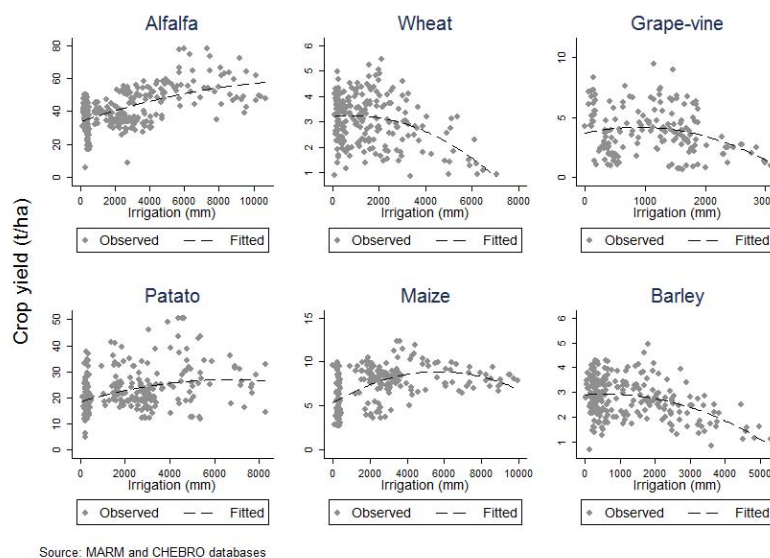 Alfalfa Wheat Grape-vine
80
60
40
20
0
0 2000 4000 6000 8000 10000
Irrigation (mm)
Observed Fitted
6
5
4
3
2
1
0 2000 4000 6000 8000
Irrigation (mm)
Observed Fitted
10
5
0
0 1000 2000 3000
Irrigation (mm)
Observed Fitted
Crop yield (t/ha)
Patato Maize Barley
50
40
30
20
10
0
0 2000 4000 6000 8000
Irrigation (mm)
Observed Fitted
15
10
5
0
0 2000 4000 6000 8000 10000
Irrigation (mm)
Observed Fitted
6
5
4
3
2
1
0 1000 2000 3000 4000 5000
Irrigation (mm)
Observed Fitted
Source: MARM and CHEBRO databases